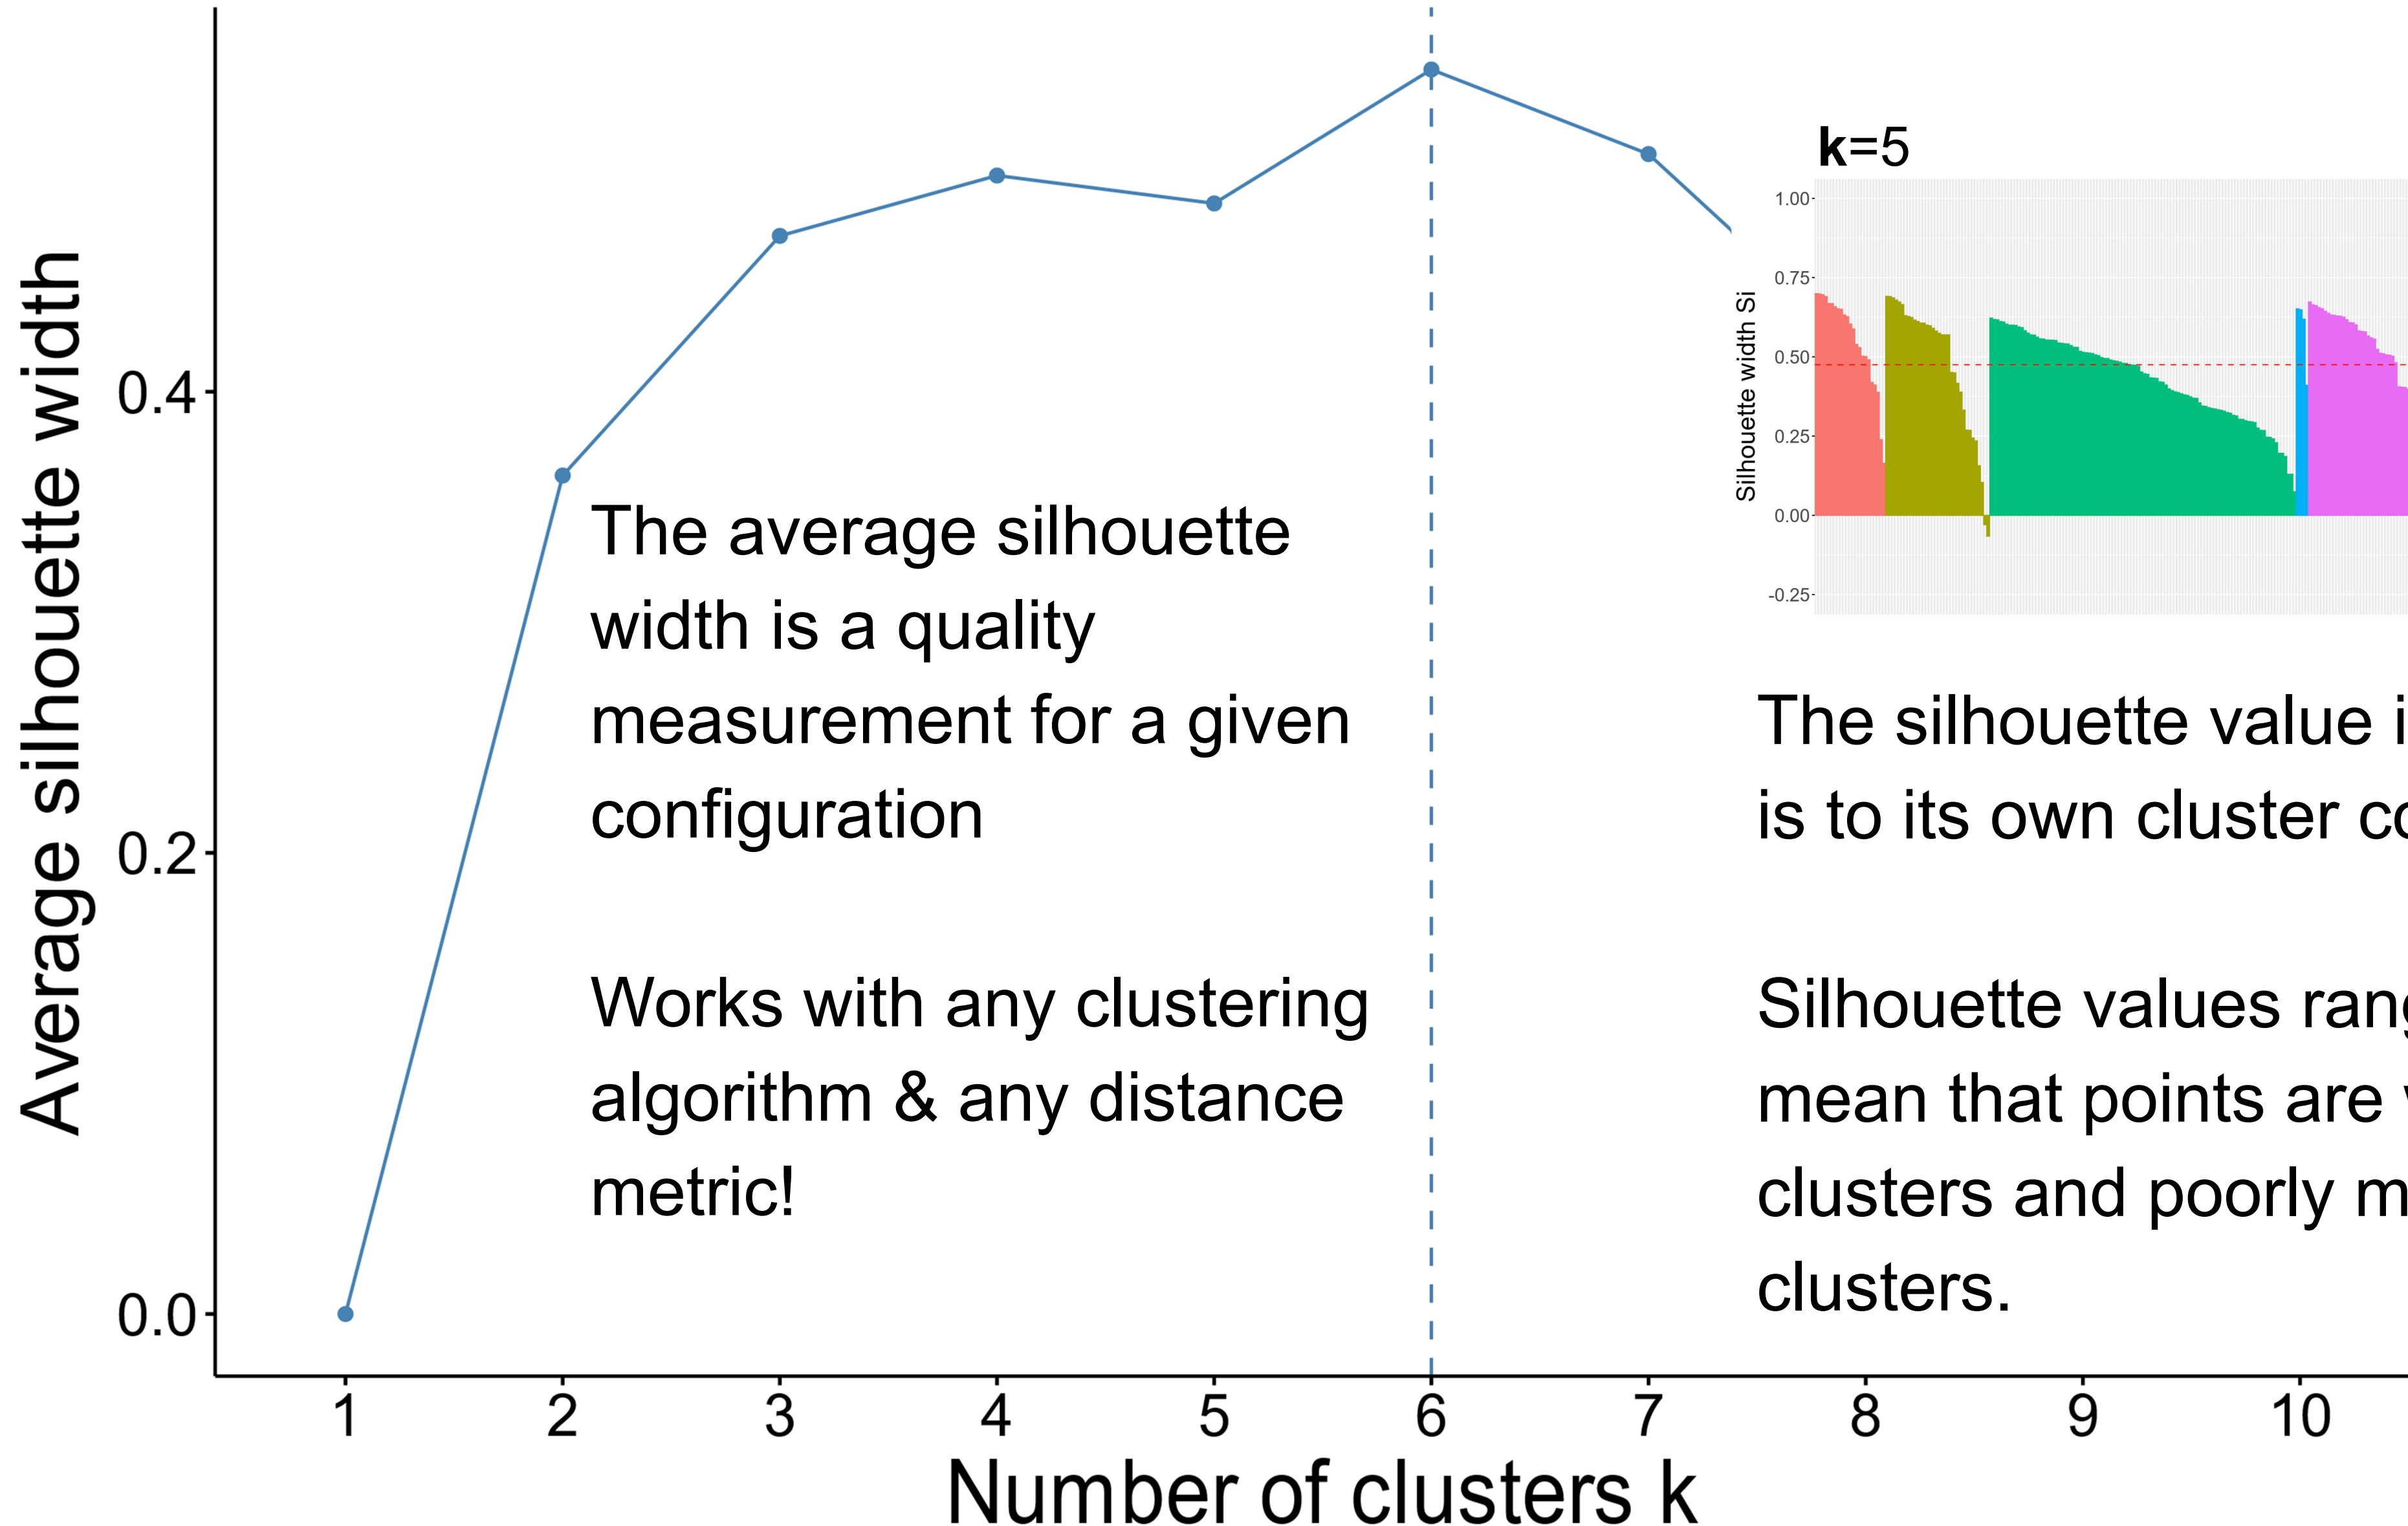 Average silhouette width
0.4
0.2
0.0
The average silhouette
width is a quality
measurement for a given
configuration
Works with any clustering
algorithm & any distance
metric!
k=5
Silhouette width Si
1.00
0.75
0.50
0.25
0.00
-0.25
The silhouette value
is to its own cluster
Silhouette values
mean that points are
clusters and poorly
clusters.
1 2 3 4 5 6 7 8 9 10
Number of clusters k